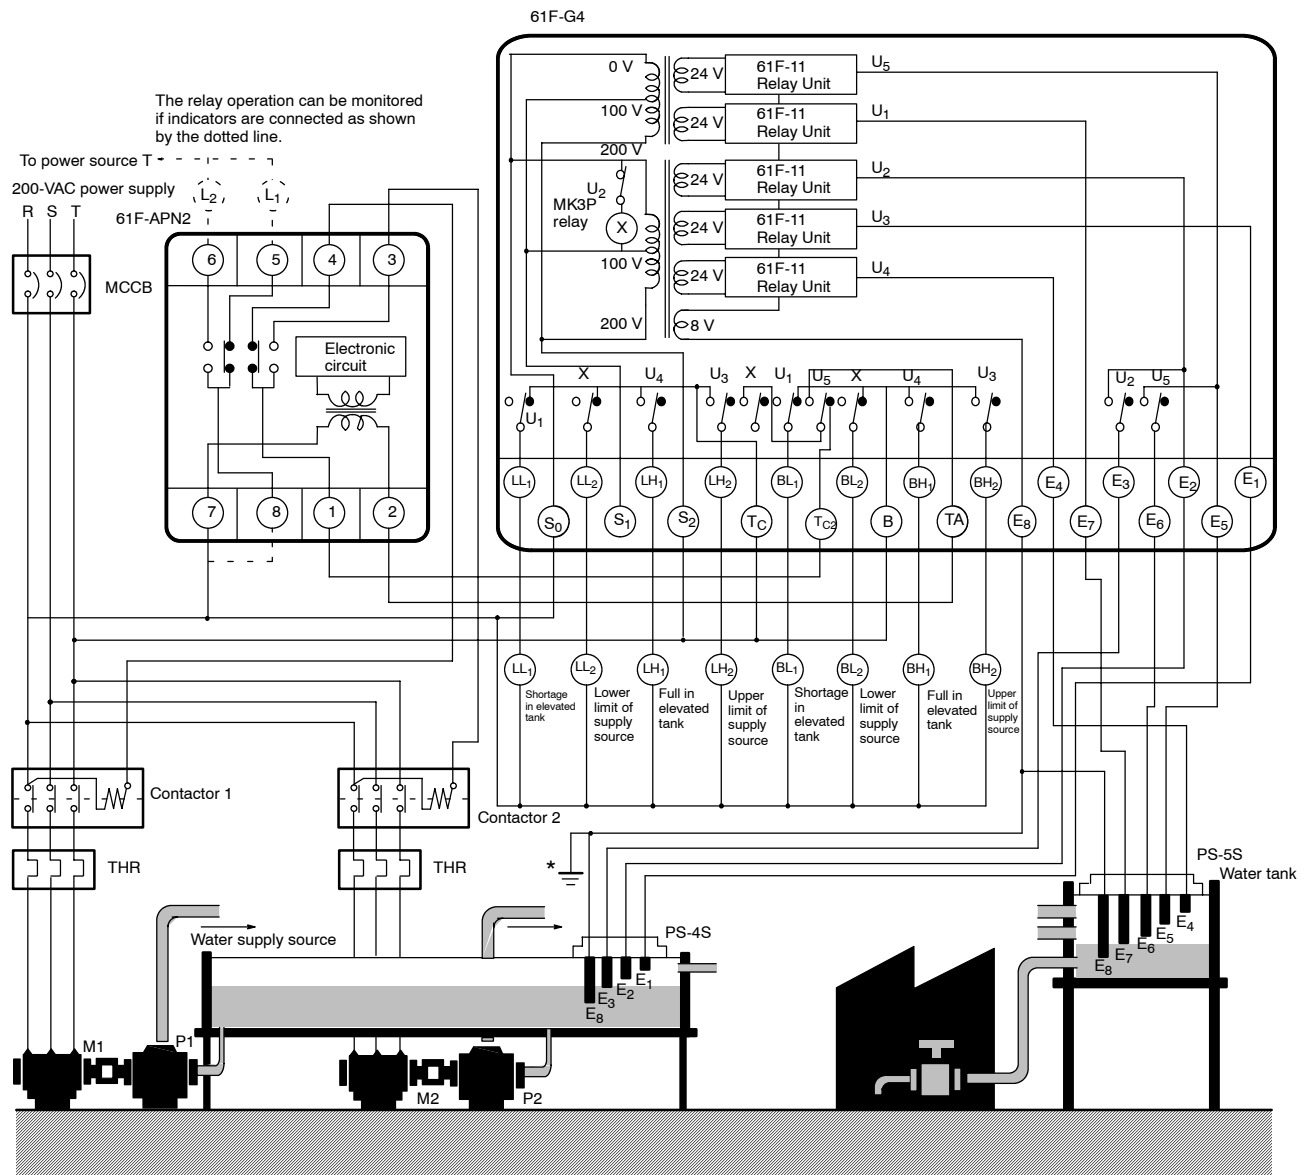 61F-G4
0 V
24 V
61F-11
Relay Unit
U5
100 V
24 V
61F-11
Relay Unit
U1
200 V
24 V
61F-11
Relay Unit
U2
U2
MK3P
relay
X
24 V
61F-11
Relay Unit
U3
100 V
24 V
61F-11
Relay Unit
U4
200 V
8 V
The relay operation can be monitored
if indicators are connected as shown
by the dotted line.
To power source T
200-VAC power supply
R S T
L2 L1
61F-APN2
MCCB
6 5 4 3
Electronic
circuit
7 8 1 2
X U4 U3 X U1 U5 X U4 U3 U2 U5
U1
LL1 LL2 LH1 LH2 BL1 BL2 BH1 BH2 E4 E3 E2 E1
S0 S1 S2 TC TC2 B TA E8 E7 E6 E5
LL1 LL2 LH1 LH2 BL1 BL2 BH1 BH2
Shortage
in elevated
tank
Lower
limit of
supply
source
Full in
elevated
tank
Upper
limit of
supply
source
Shortage
in
elevated
tank
Lower
limit of
supply
source
Full in
elevated
tank
Upper
limit of
supply
source
Contactor 1
Contactor 2
THR
THR
*
PS-5S
Water tank
Water supply source
PS-4S
E1
E2
E3
E8
E4
E5
E6
E7
E8
M1
P1
M2
P2